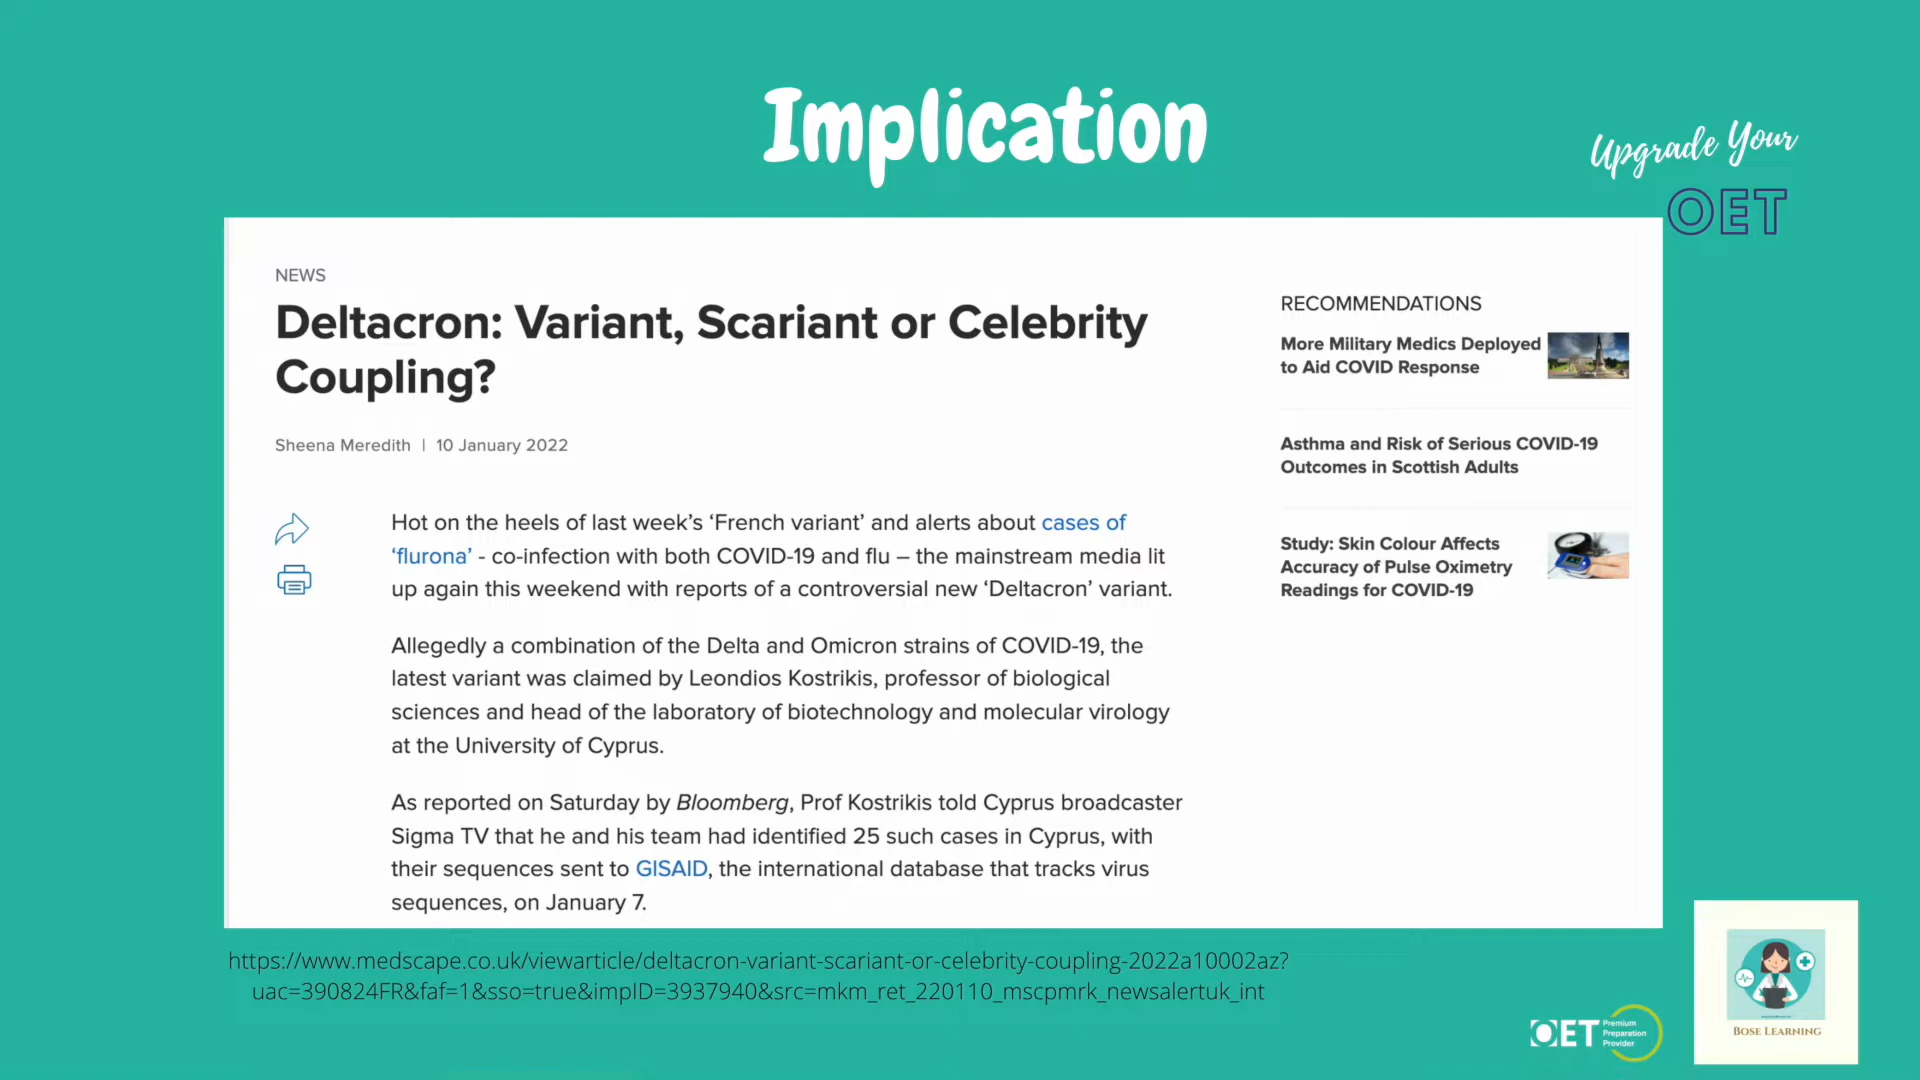 Implication
Upgrade Your
OET
NEWS
Deltacron: Variant, Scariant or Celebrity
Coupling?
Sheena Meredith | 10 January 2022
Hot on the heels of last week's 'French variant' and alerts about cases of
'flurona' - co-infection with both COVID-19 and flu – the mainstream media lit
up again this weekend with reports of a controversial new 'Deltacron' variant.
Allegedly a combination of the Delta and Omicron strains of COVID-19, the
latest variant was claimed by Leondios Kostrikis, professor of biological
sciences and head of the laboratory of biotechnology and molecular virology
at the University of Cyprus.
As reported on Saturday by Bloomberg, Prof Kostrikis told Cyprus broadcaster
Sigma TV that he and his team had identified 25 such cases in Cyprus, with
their sequences sent to GISAID, the international database that tracks virus
sequences, on January 7.
RECOMMENDATIONS
More Military Medics Deployed
to Aid COVID Response
Asthma and Risk of Serious COVID-19
Outcomes in Scottish Adults
Study: Skin Colour Affects
Accuracy of Pulse Oximetry
Readings for COVID-19
https://www.medscape.co.uk/viewarticle/deltacron-variant-scariant-or-celebrity-coupling-2022a10002az?
uac=390824FR&faf=1&sso=true&impID=3937940&src=mkm_ret_220110_mscpmrk_newsalertuk_int
OET
Premium
Preparation
Provider
BOSE LEARNING